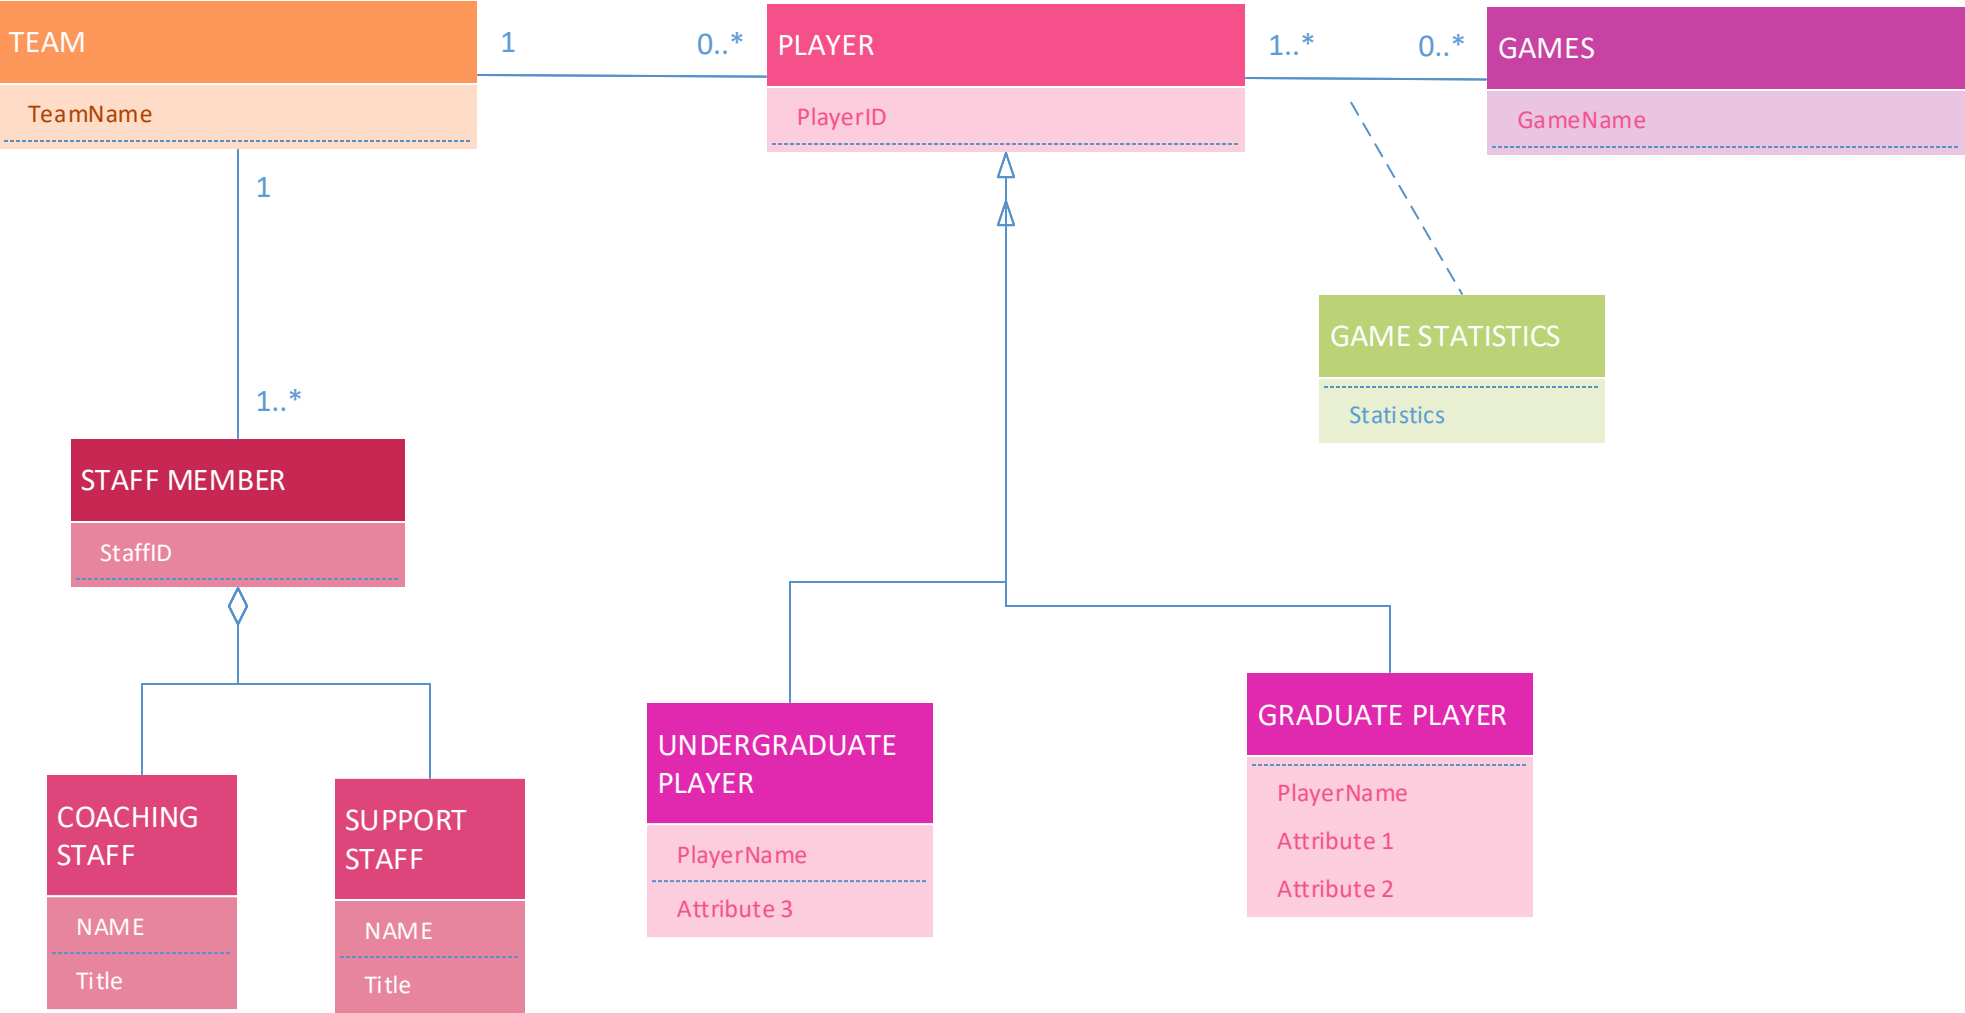 TEAM
TeamName
1
0..*
PLAYER
PlayerID
1..*
0..*
GAMES
GameName
1
1..*
GAME STATISTICS
Statistics
STAFF MEMBER
StaffID
COACHING
STAFF
NAME
Title
SUPPORT
STAFF
NAME
Title
UNDERGRADUATE
PLAYER
PlayerName
Attribute 3
GRADUATE PLAYER
PlayerName
Attribute 1
Attribute 2